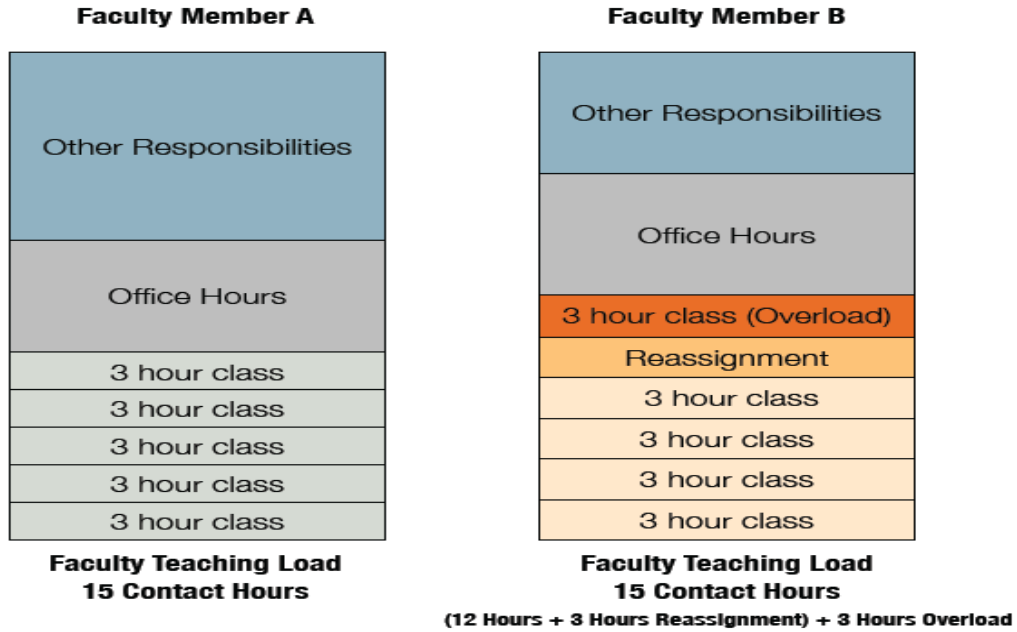 Faculty Member A
Other Responsibilities
Office Hours
3 hour class
3 hour class
3 hour class
3 hour class
3 hour class
Faculty Teaching Load
15 Contact Hours
Faculty Member B
Other Responsibilities
Office Hours
3 hour class (Overload)
Reassignment
3 hour class
3 hour class
3 hour class
3 hour class
Faculty Teaching Load
15 Contact Hours
(12 Hours + 3 Hours Reassignment) + 3 Hours Overload